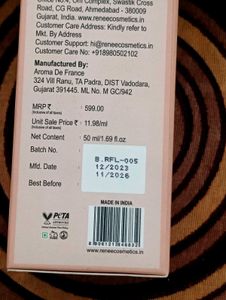 Office No.4, Om Complex, Swastik Cross
Road, CG Road, Ahmedabad - 380009
Gujarat, India. www.reneecosmetics.in
Customer Care Address: Kindly refer to
Mkt. By Address
Customer Support: hi@reneecosmetics.in
Customer Care No: +918980502102
Manufactured By:
Aroma De France
324 Vill Ranu, TA Padra, DIST Vadodara,
Gujarat 391445. ML No. M GC/942
MRP ₹ : 599.00
(Inclusive of all taxes)
Unit Sale Price ₹ : 11.98/ml
(Inclusive of all taxes)
Net Content : 50 ml/1.69 fl.oz.
Batch No. B.RFL-005
Mfd. Date 12/2023
Best Before : 11/2026
MADE IN INDIA
PETA
www.reneecosmetics.in